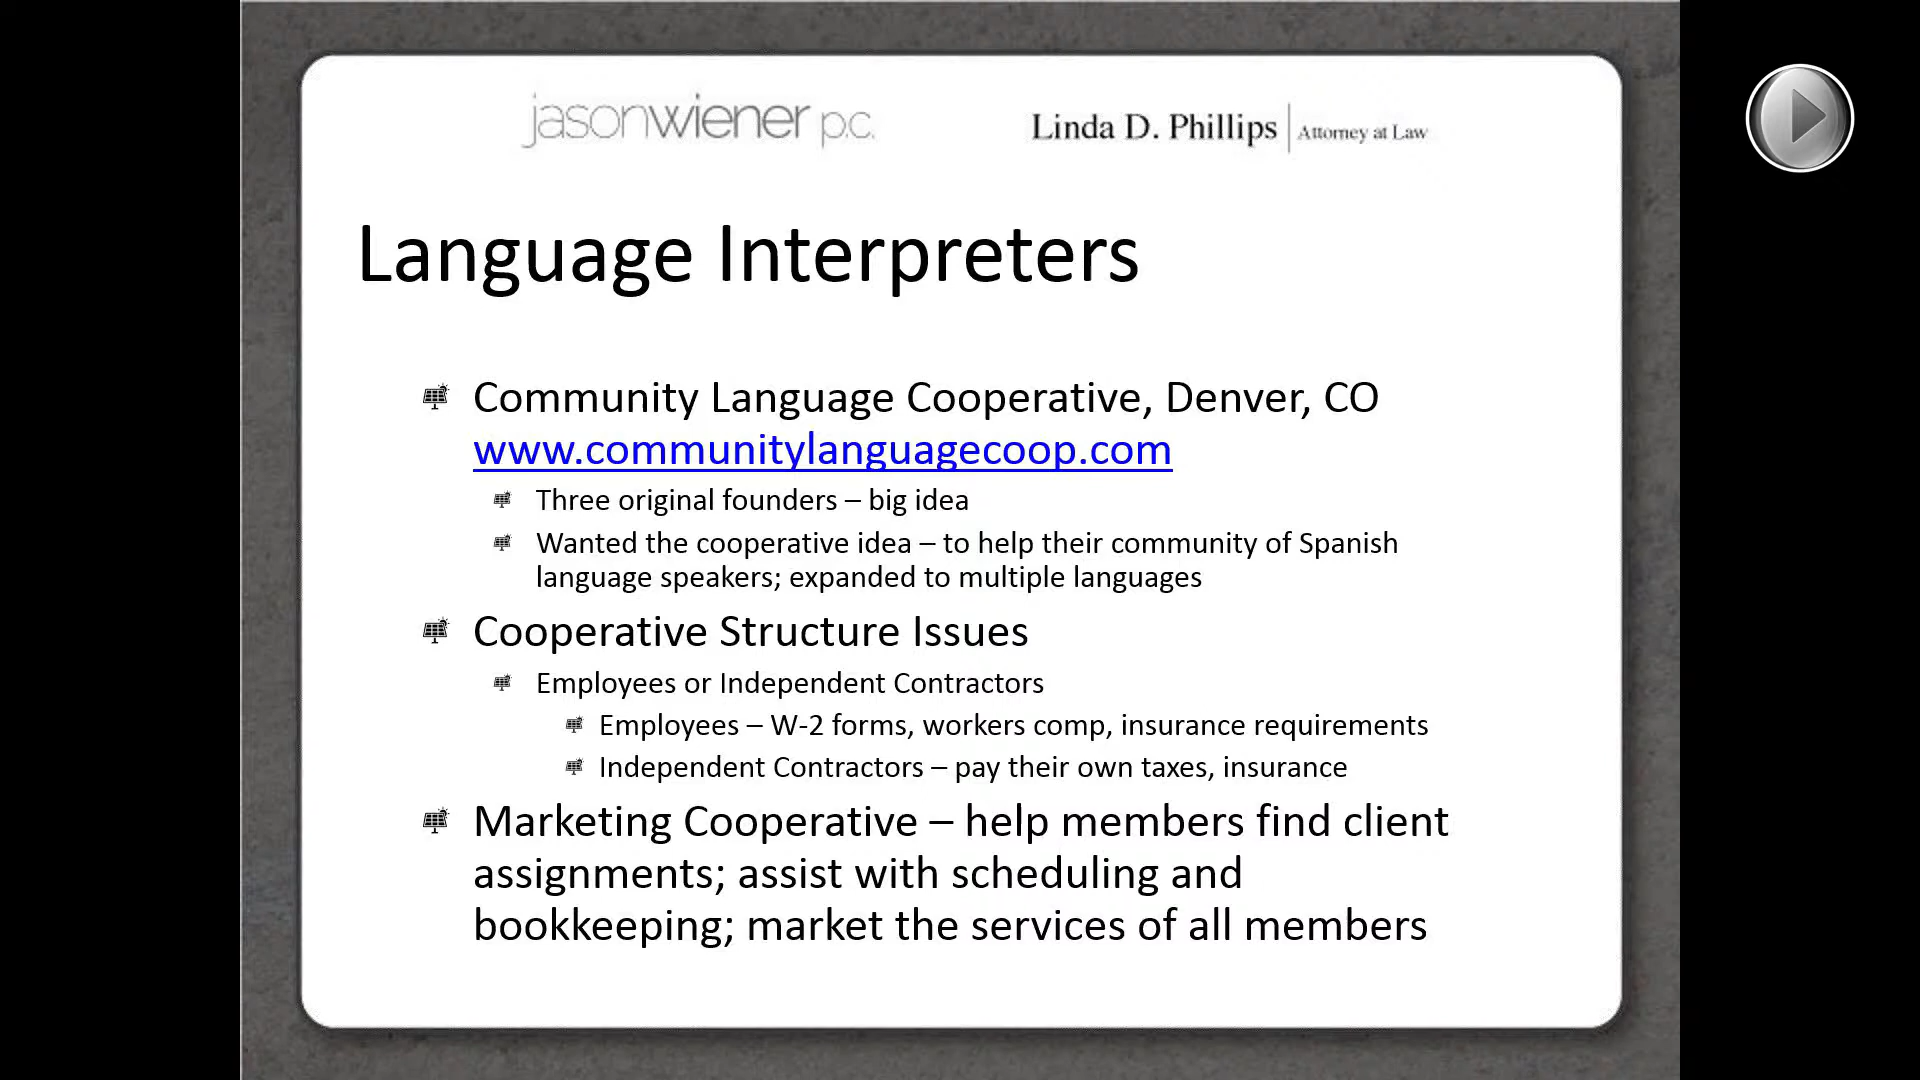 jasonwiener p.c.
Linda D. Phillips | Attorney at Law
Language Interpreters
Community Language Cooperative, Denver, CO
www.communitylanguagecoop.com
Three original founders – big idea
Wanted the cooperative idea – to help their community of Spanish
language speakers; expanded to multiple languages
Cooperative Structure Issues
Employees or Independent Contractors
Employees – W-2 forms, workers comp, insurance requirements
Independent Contractors – pay their own taxes, insurance
Marketing Cooperative – help members find client
assignments; assist with scheduling and
bookkeeping; market the services of all members